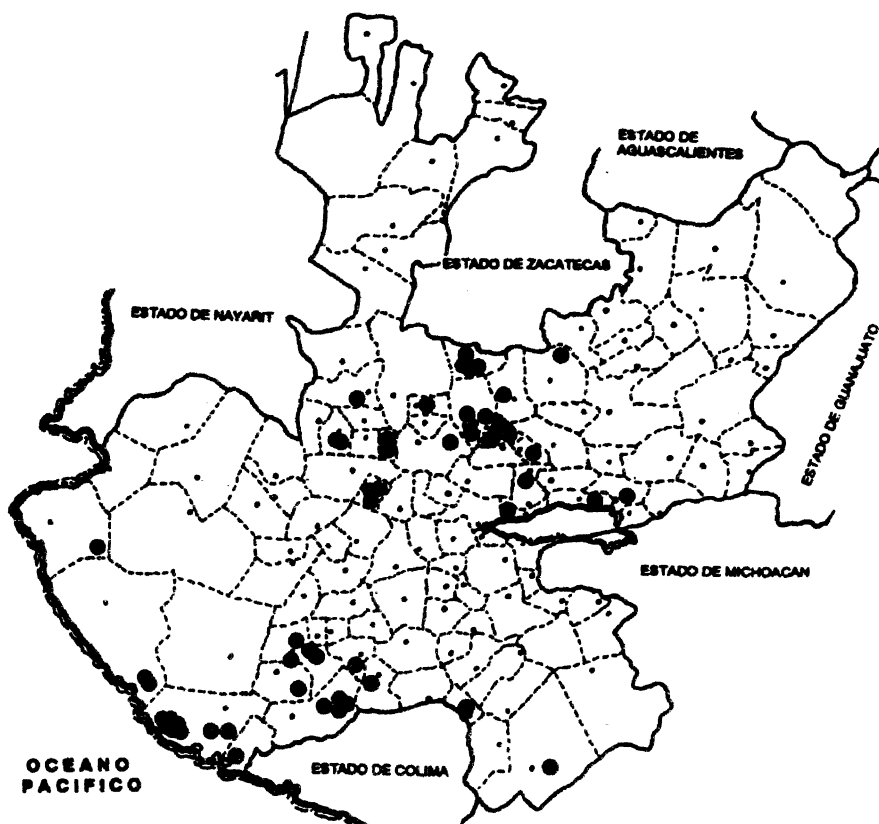 ESTADO DE
AGUASCALIENTES
ESTADO DE ZACATECAS
ESTADO DE NAYARIT
ESTADO DE GUANAJUATO
ESTADO DE MICHOACAN
OCEANO
PACIFICO
ESTADO DE COLIMA